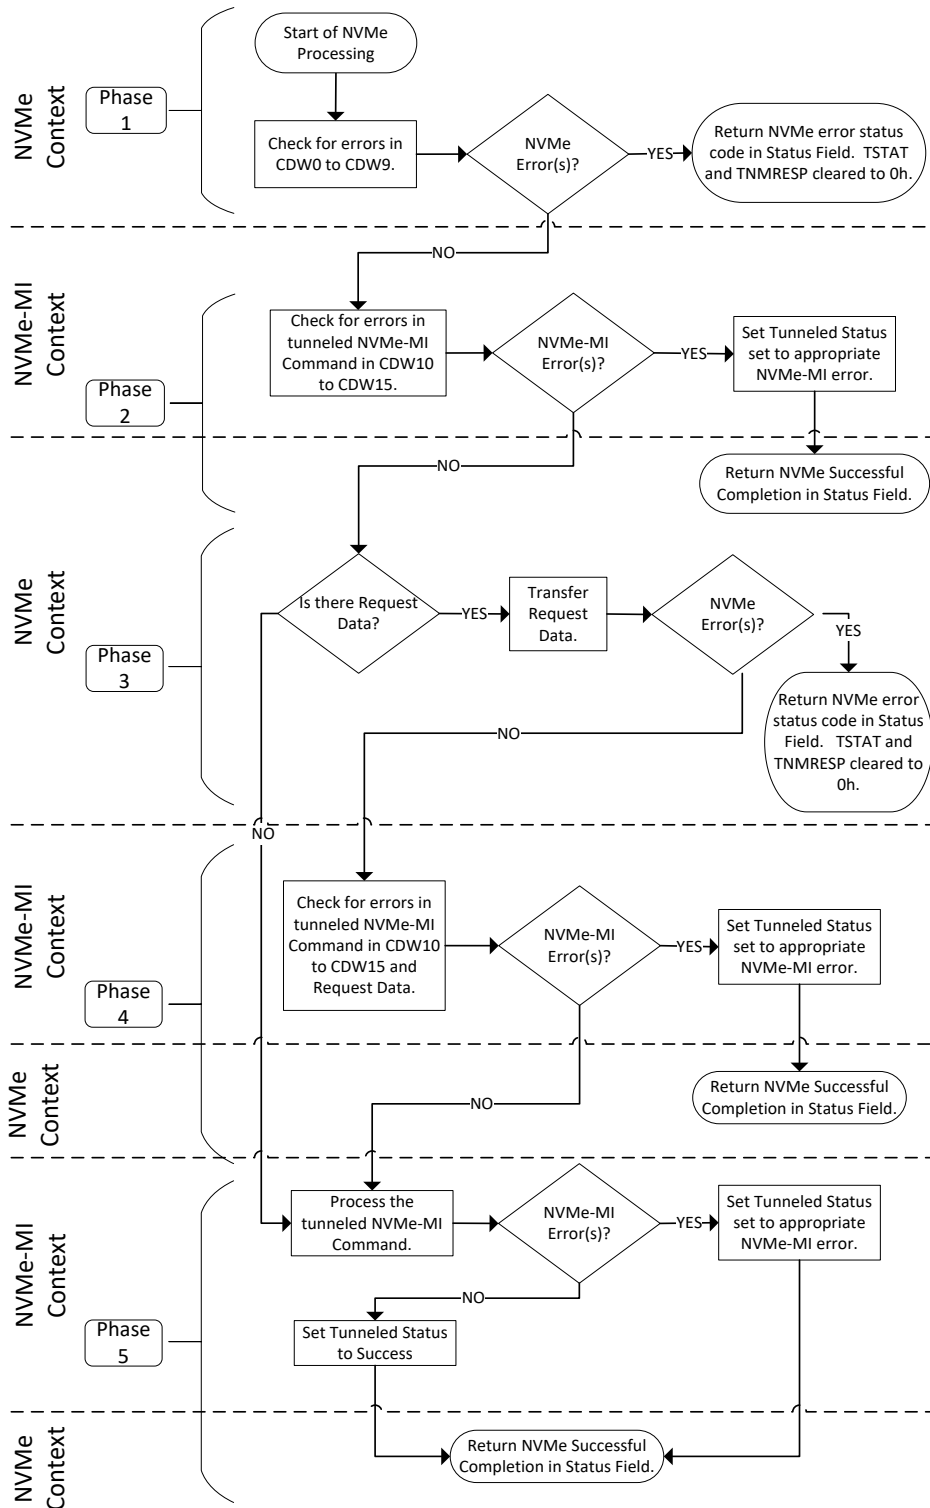 NVMe
Context
Phase
1
Start of NVMe
Processing
Check for errors in
CDW0 to CDW9.
NVMe
Error(s)?
YES
Return NVMe error status
code in Status Field.  TSTAT
and TNMRESP cleared to 0h.
NO
NVMe-MI
Context
Phase
2
Check for errors in
tunneled NVMe-MI
Command in CDW10
to CDW15.
NVMe-MI
Error(s)?
YES
Set Tunneled Status
set to appropriate
NVMe-MI error.
NO
Return NVMe Successful
Completion in Status Field.
NVMe
Context
Phase
3
Is there Request
Data?
YES
Transfer
Request
Data.
NVMe
Error(s)?
YES
Return NVMe error
status code in Status
Field.  TSTAT and
TNMRESP cleared to
0h.
NO
NO
NVMe-MI
Context
Phase
4
Check for errors in
tunneled NVMe-MI
Command in CDW10
to CDW15 and
Request Data.
NVMe-MI
Error(s)?
YES
Set Tunneled Status
set to appropriate
NVMe-MI error.
NVMe
Context
NO
Return NVMe Successful
Completion in Status Field.
NVMe-MI
Context
Phase
5
Process the
tunneled NVMe-MI
Command.
NVMe-MI
Error(s)?
YES
Set Tunneled Status
set to appropriate
NVMe-MI error.
NO
Set Tunneled Status
to Success
NVMe
Context
Return NVMe Successful
Completion in Status Field.